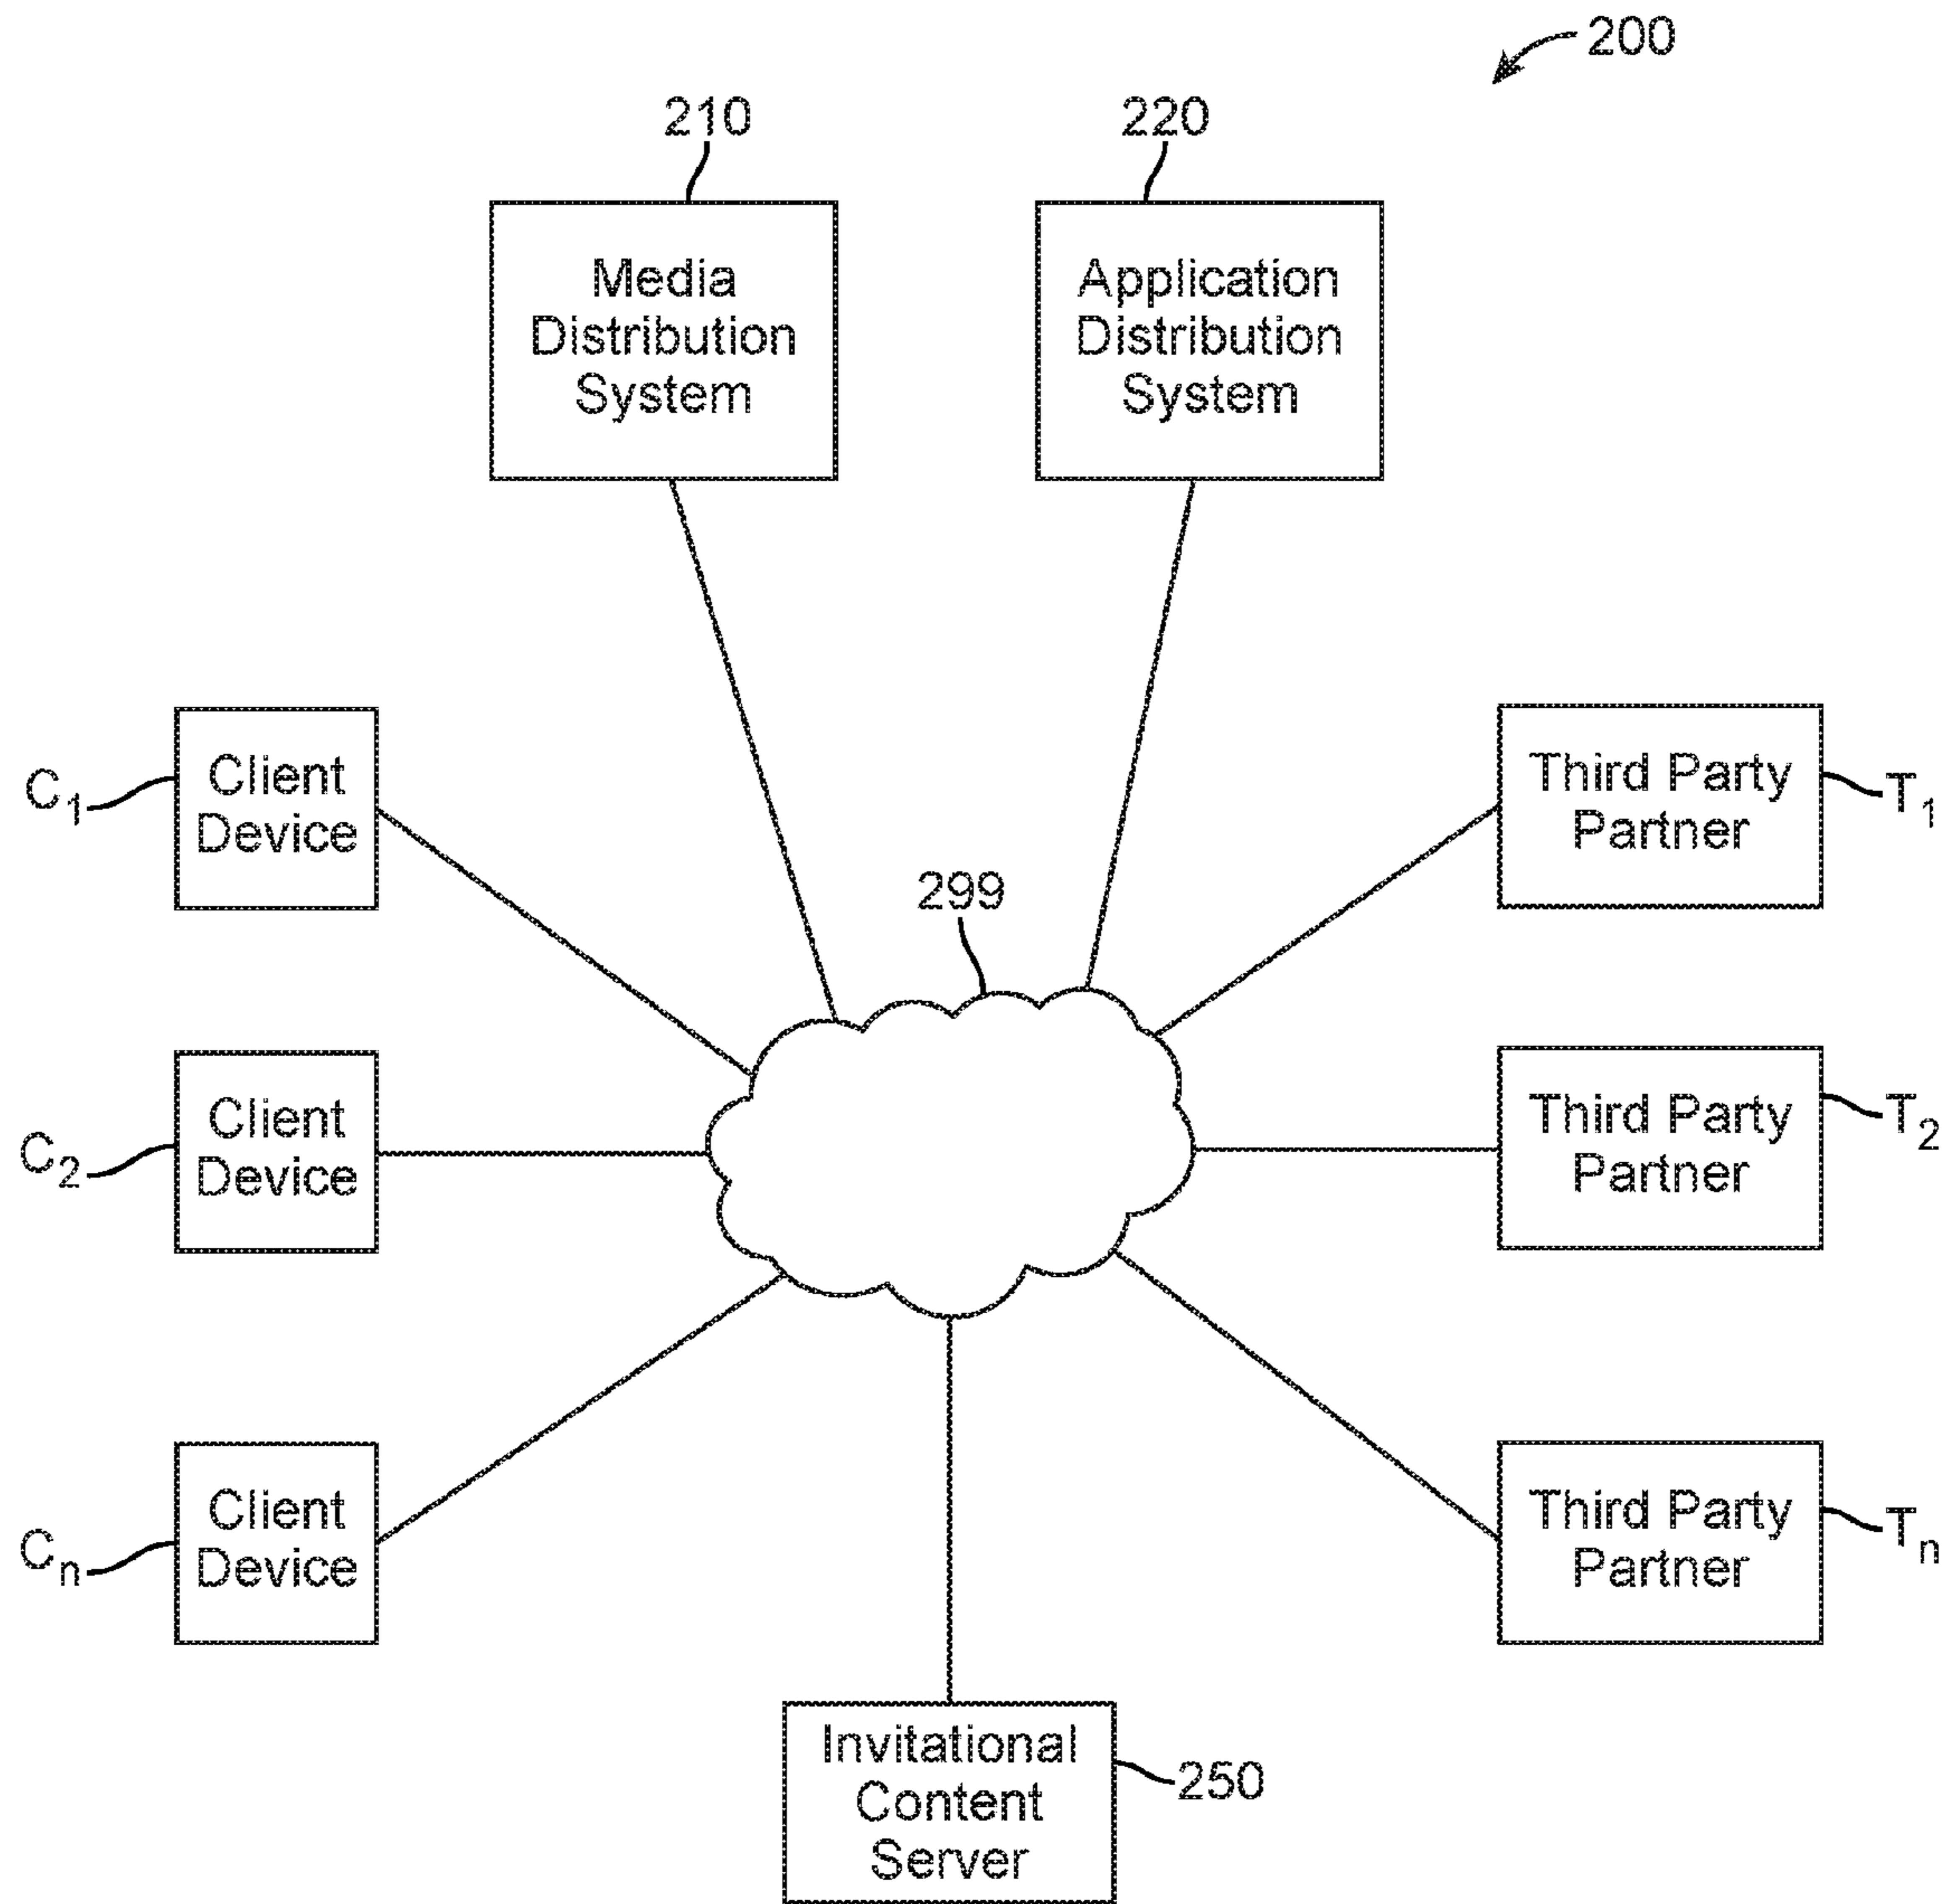 200
210
220
Media
Distribution
System
Application
Distribution
System
C1
Client
Device
Third Party
Partner
T1
299
C2
Client
Device
Third Party
Partner
T2
Cn
Client
Device
Third Party
Partner
Tn
Invitational
Content
Server
250